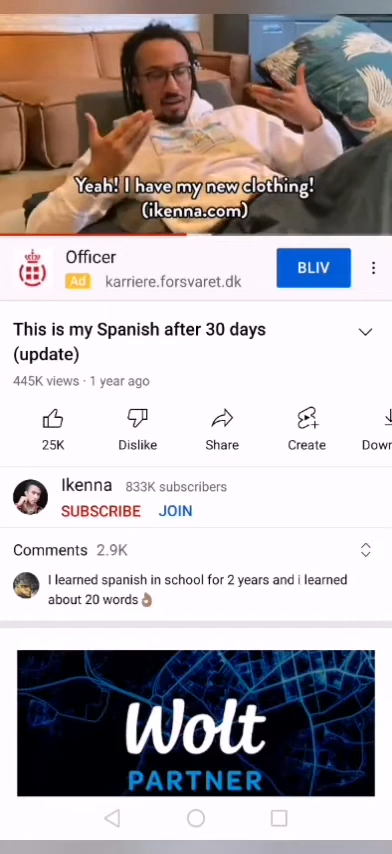 Yeah! I have my new clothing!
(ikenna.com)
Officer
Ad karriere.forsvaret.dk
BLIV
This is my Spanish after 30 days
(update)
445K views · 1 year ago
25K
Dislike
Share
Create
Down
Ikenna 833K subscribers
SUBSCRIBE JOIN
Comments 2.9K
I learned spanish in school for 2 years and i learned
about 20 words👌🏽
Wolt
PARTNER